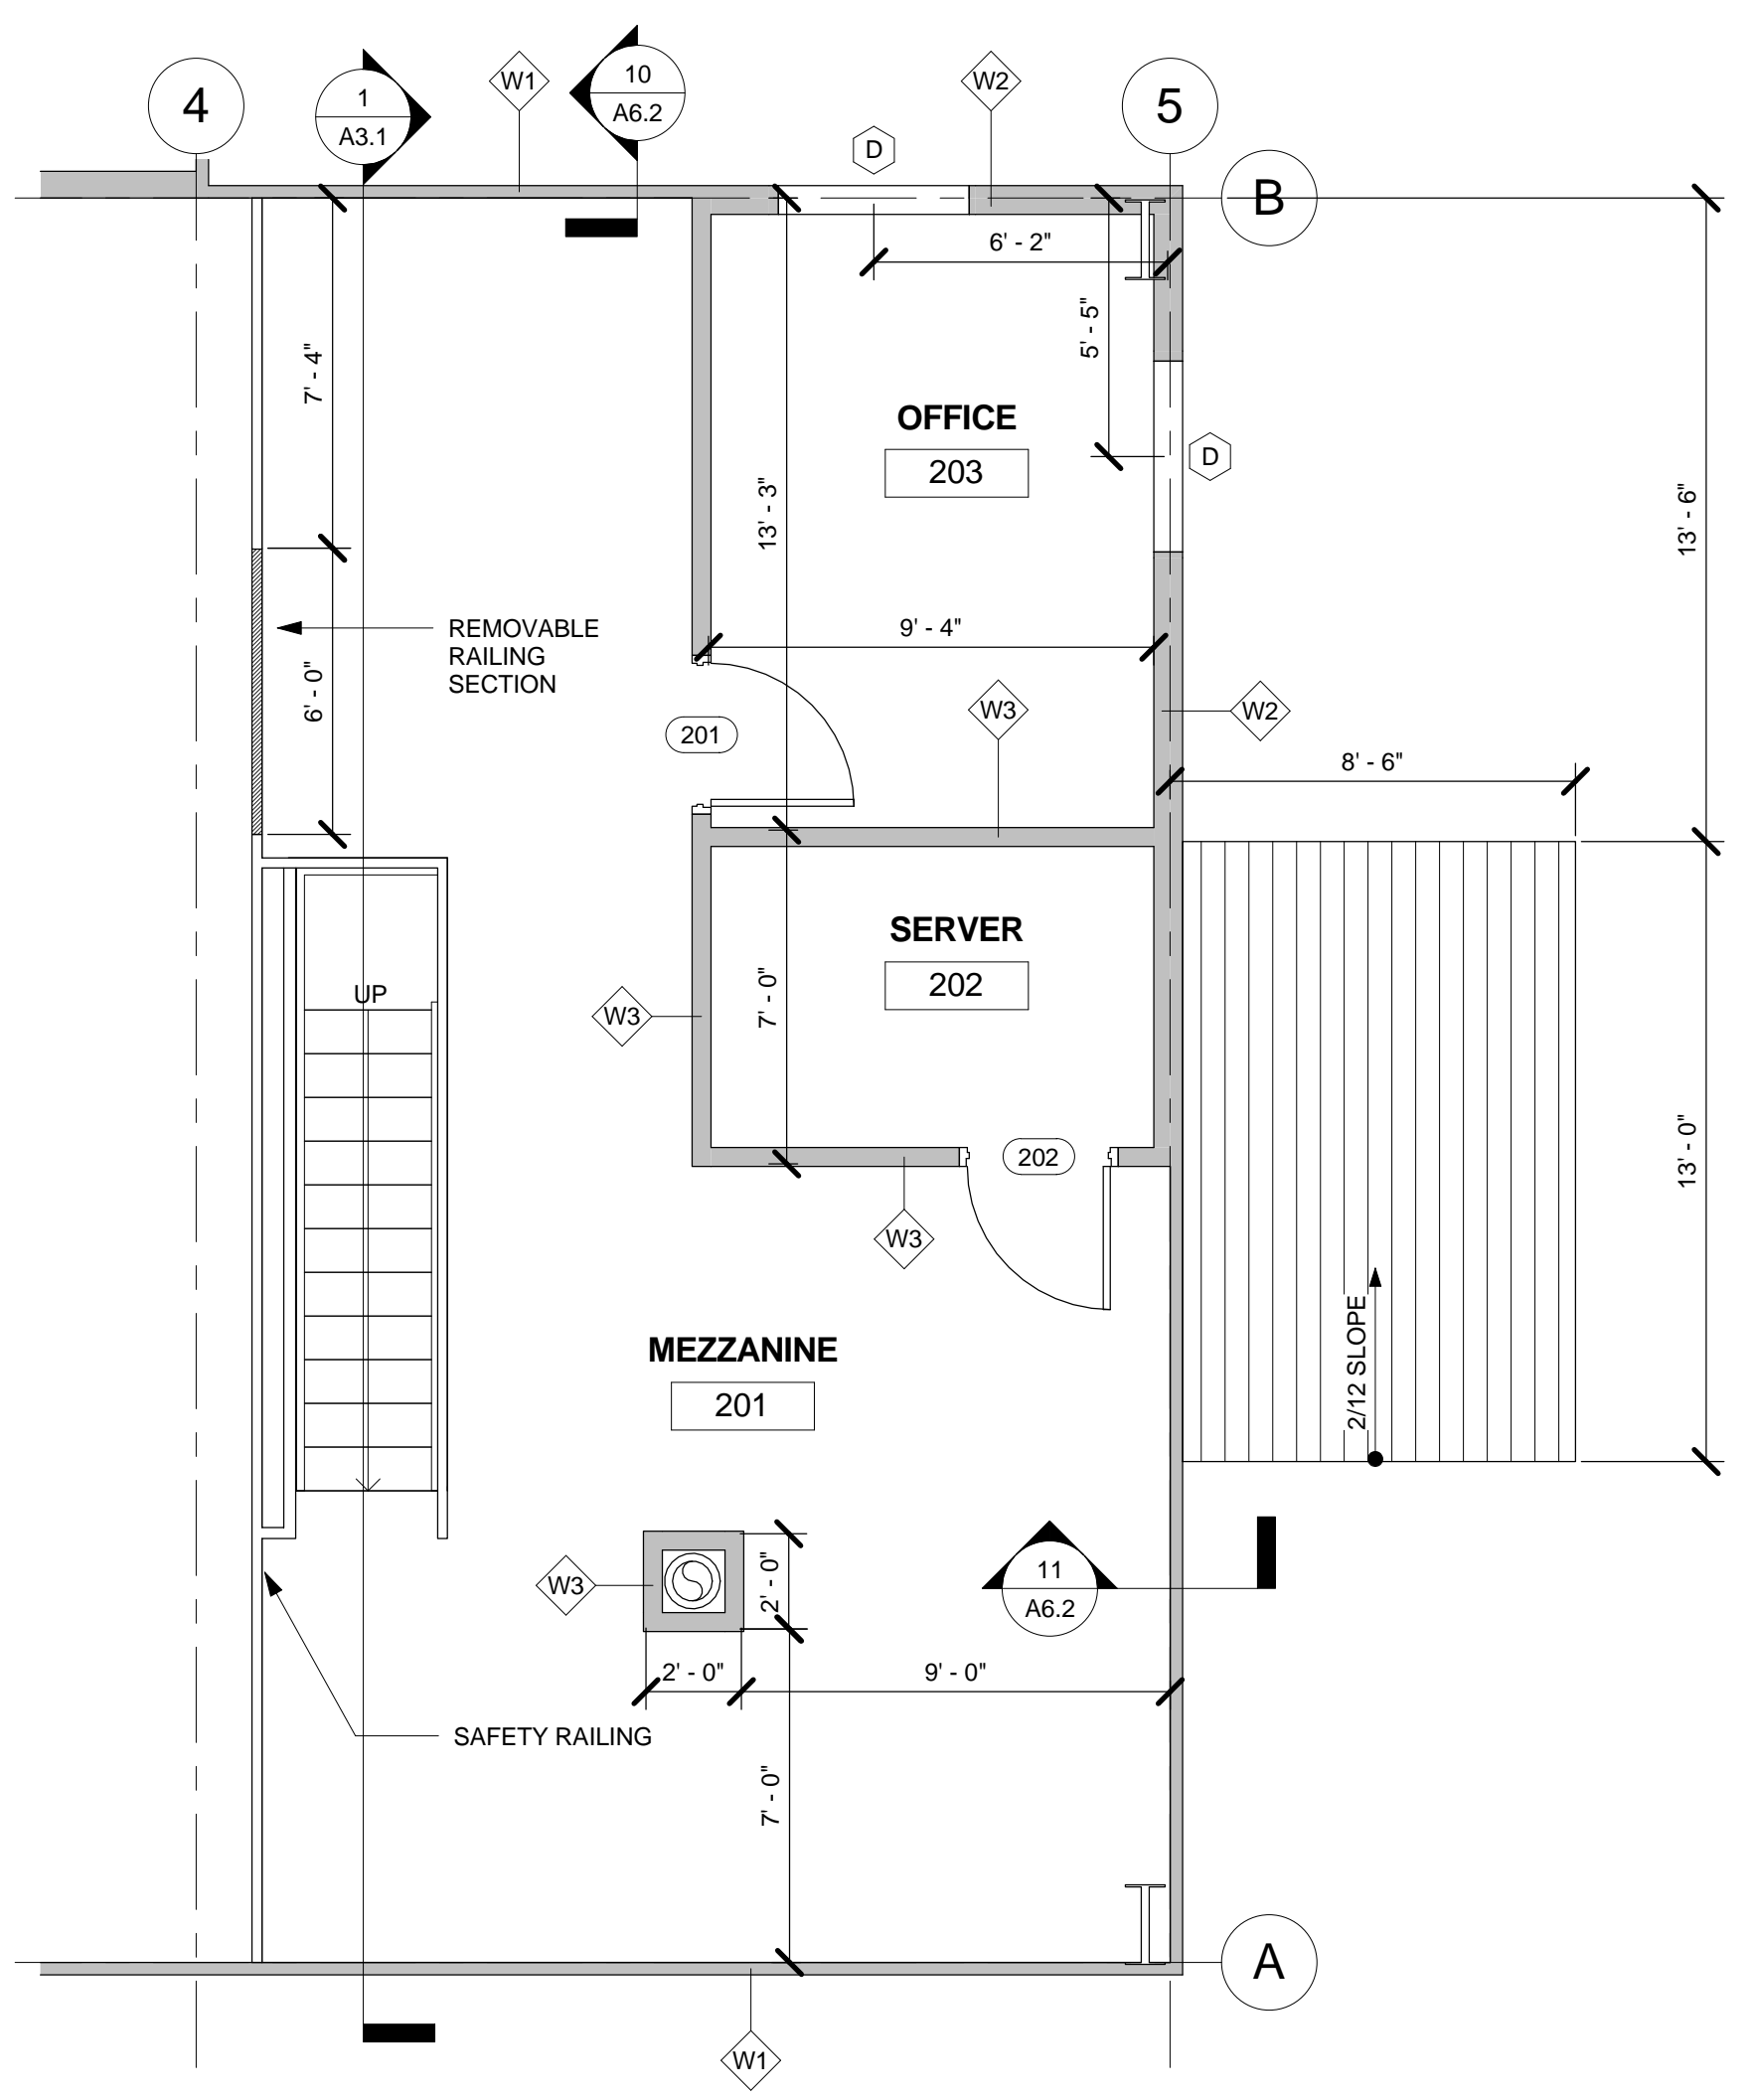 4
1
A3.1
W1
10
A6.2
W2
D
5
B
6' - 2"
5' - 5"
7' - 4"
OFFICE
203
D
13' - 3"
13' - 6"
REMOVABLE
RAILING
SECTION
9' - 4"
6' - 0"
201
W3
W2
8' - 6"
SERVER
202
UP
7' - 0"
W3
202
13' - 0"
W3
MEZZANINE
201
2/12 SLOPE
W3
2' - 0"
11
A6.2
2' - 0"
9' - 0"
SAFETY RAILING
7' - 0"
A
W1